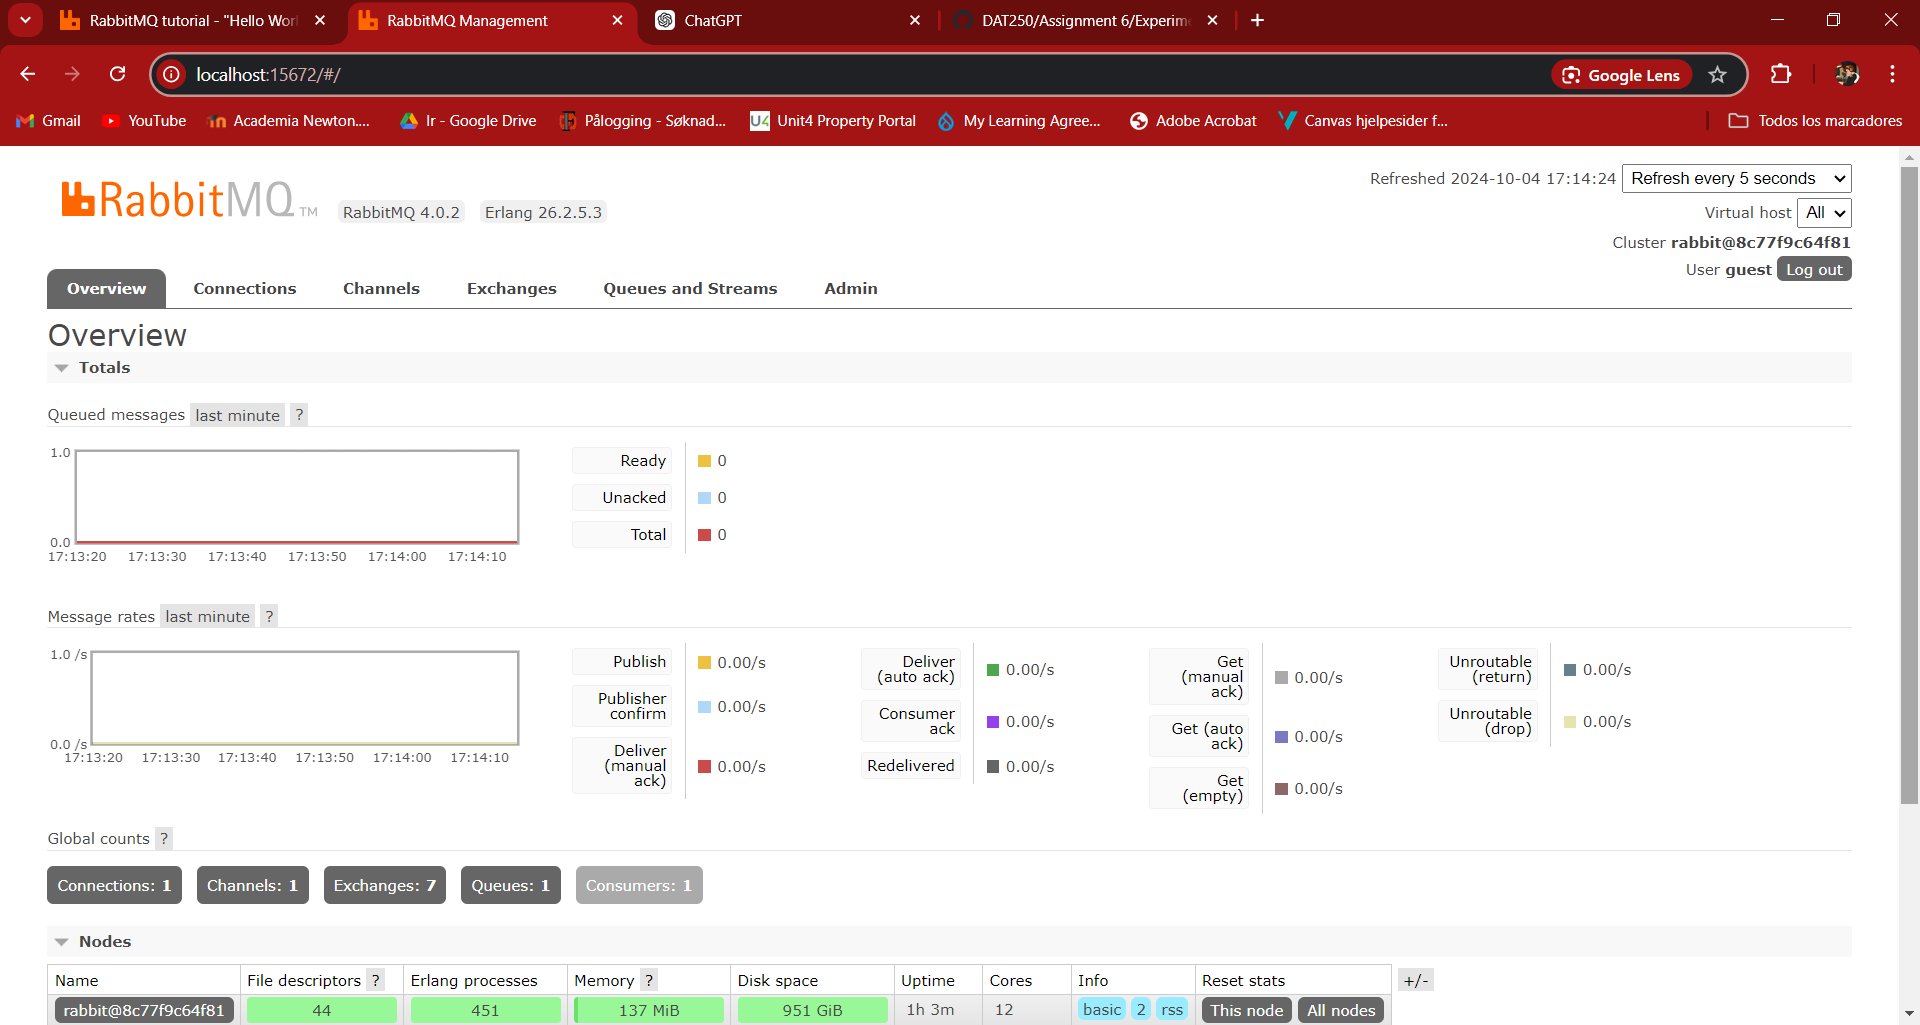 RabbitMQ tutorial - "Hello Wor
RabbitMQ Management
ChatGPT
DAT250/Assignment 6/Experim
localhost:15672/#/
Google Lens
Gmail
YouTube
Academia Newton....
Ir - Google Drive
Pålogging - Søknad...
U4 Unit4 Property Portal
My Learning Agree...
Adobe Acrobat
Canvas hjelpesider f...
Todos los marcadores
RabbitMQ TM
RabbitMQ 4.0.2
Erlang 26.2.5.3
Refreshed 2024-10-04 17:14:24 Refresh every 5 seconds
Virtual host All
Cluster rabbit@8c77f9c64f81
User guest Log out
Overview
Connections
Channels
Exchanges
Queues and Streams
Admin
Overview
Totals
Queued messages last minute ?
1.0
0.0
17:13:20 17:13:30 17:13:40 17:13:50 17:14:00 17:14:10
Ready 0
Unacked 0
Total 0
Message rates last minute ?
1.0 /s
0.0 /s
17:13:20 17:13:30 17:13:40 17:13:50 17:14:00 17:14:10
Publish 0.00/s
Publisher
confirm 0.00/s
Deliver
(manual
ack) 0.00/s
Deliver
(auto ack) 0.00/s
Consumer
ack 0.00/s
Redelivered 0.00/s
Get
(manual
ack) 0.00/s
Get (auto
ack) 0.00/s
Get
(empty) 0.00/s
Unroutable
(return) 0.00/s
Unroutable
(drop) 0.00/s
Global counts ?
Connections: 1
Channels: 1
Exchanges: 7
Queues: 1
Consumers: 1
Nodes
Name File descriptors ? Erlang processes Memory ? Disk space Uptime Cores Info Reset stats +/-
rabbit@8c77f9c64f81 44 451 137 MiB 951 GiB 1h 3m 12 basic 2 rss This node All nodes